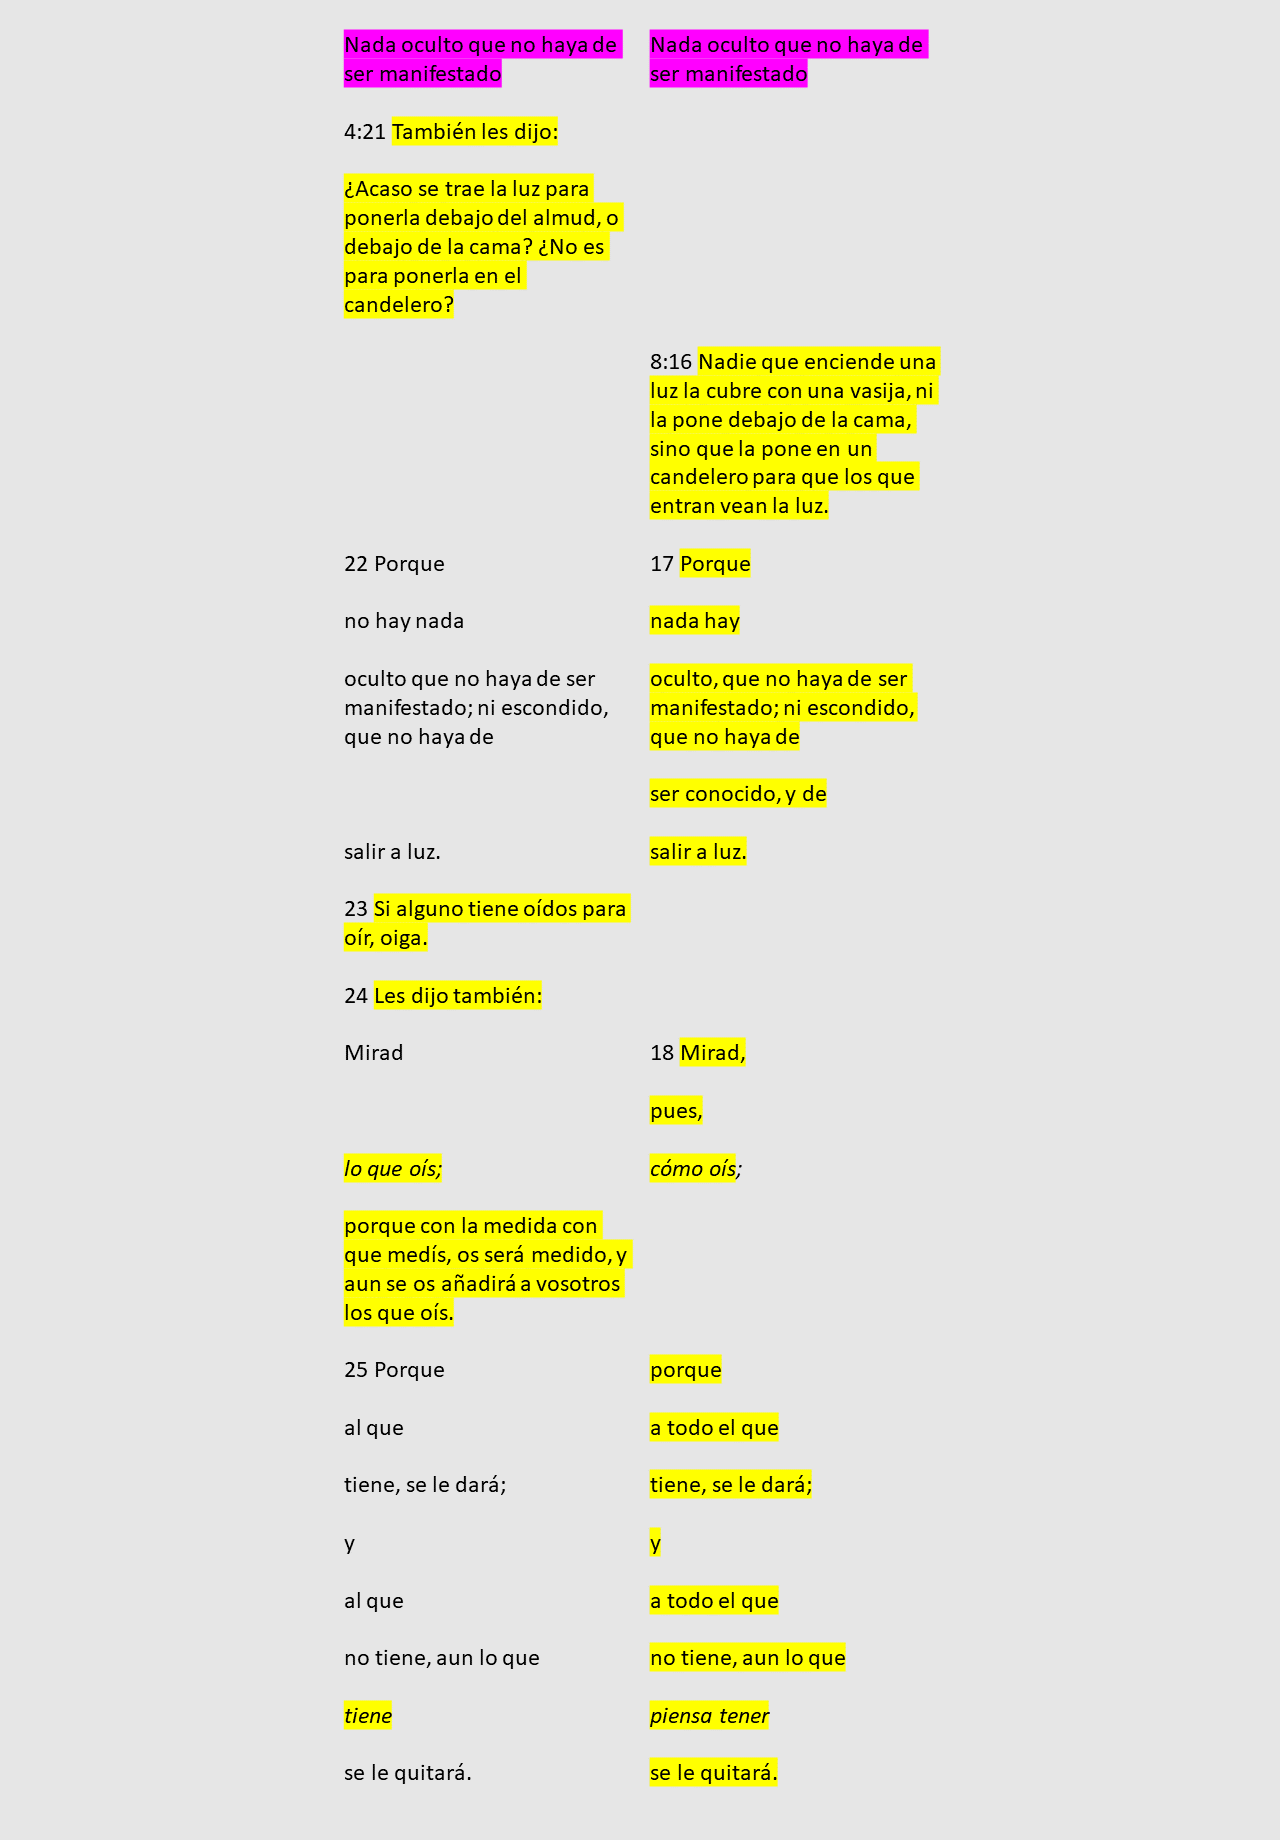 Nada oculto que no haya de
ser manifestado
Nada oculto que no haya de
ser manifestado
4:21 También les dijo:
¿Acaso se trae la luz para
ponerla debajo del almud, o
debajo de la cama? ¿No es
para ponerla en el
candelero?
8:16 Nadie que enciende una
luz la cubre con una vasija, ni
la pone debajo de la cama,
sino que la pone en un
candelero para que los que
entran vean la luz.
22 Porque
17 Porque
no hay nada
nada hay
oculto que no haya de ser
manifestado; ni escondido,
que no haya de
oculto, que no haya de ser
manifestado; ni escondido,
que no haya de
ser conocido, y de
salir a luz.
salir a luz.
23 Si alguno tiene oídos para
oír, oiga.
24 Les dijo también:
Mirad
18 Mirad,
pues,
lo que oís;
cómo oís;
porque con la medida con
que medís, os será medido, y
aun se os añadirá a vosotros
los que oís.
25 Porque
porque
al que
a todo el que
tiene, se le dará;
tiene, se le dará;
y
y
al que
a todo el que
no tiene, aun lo que
no tiene, aun lo que
tiene
piensa tener
se le quitará.
se le quitará.